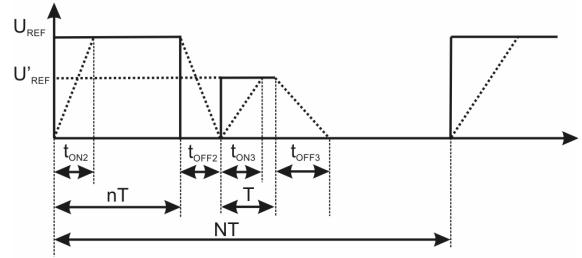 U_REF
U'_REF
t_ON2 t_OFF2 t_ON3 t_OFF3
nT T
NT